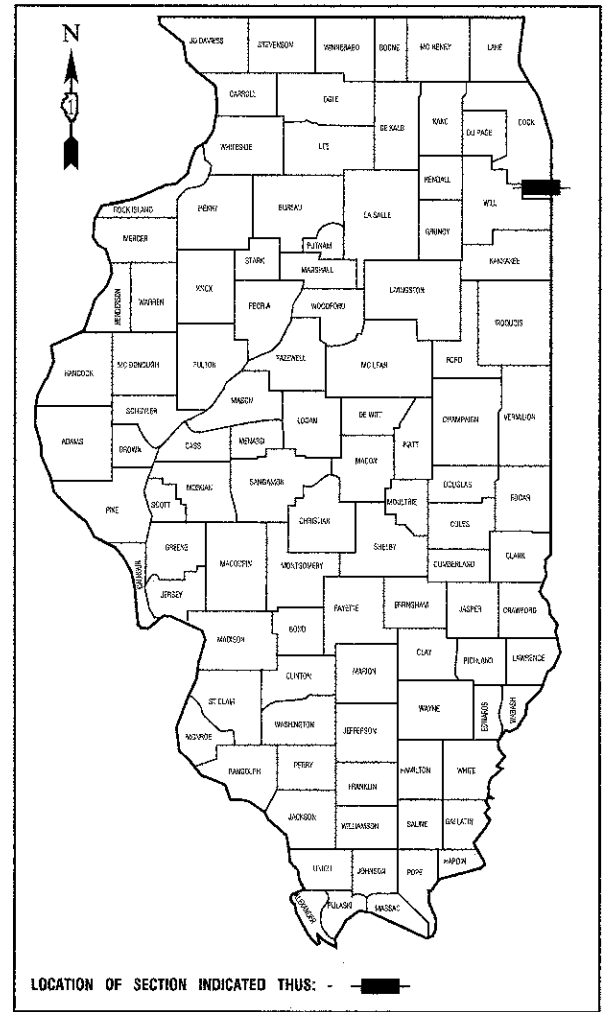 N
JO DAVIESS STEVENSON WINNEBAGO BOONE MC HENRY LAKE
CARROLL OGLE KANE COOK
DE KALB DU PAGE
WHITESIDE LEE
KENDALL
ROCK ISLAND HENRY BUREAU LA SALLE WILL
MERCER PUTNAM GRUNDY
STARK MARSHALL KANKAKEE
HENDERSON WARREN KNOX PEORIA WOODFORD LIVINGSTON IROQUOIS
HANCOCK MC DONOUGH FULTON TAZEWELL MC LEAN FORD
MASON
SCHUYLER LOGAN DE WITT CHAMPAIGN VERMILION
ADAMS BROWN CASS MENARD PIATT
MACON
PIKE SCOTT MORGAN SANGAMON DOUGLAS EDGAR
MOULTRIE
CHRISTIAN COLES
GREENE MACOUPIN MONTGOMERY SHELBY CLARK
CALHOUN CUMBERLAND
JERSEY
FAYETTE EFFINGHAM JASPER CRAWFORD
MADISON BOND
CLAY RICHLAND LAWRENCE
CLINTON MARION
ST CLAIR WAYNE EDWARDS WABASH
WASHINGTON JEFFERSON
MONROE
RANDOLPH PERRY HAMILTON WHITE
FRANKLIN
JACKSON WILLIAMSON SALINE GALLATIN
UNION JOHNSON POPE HARDIN
ALEXANDER PULASKI MASSAC
LOCATION OF SECTION INDICATED THUS: -